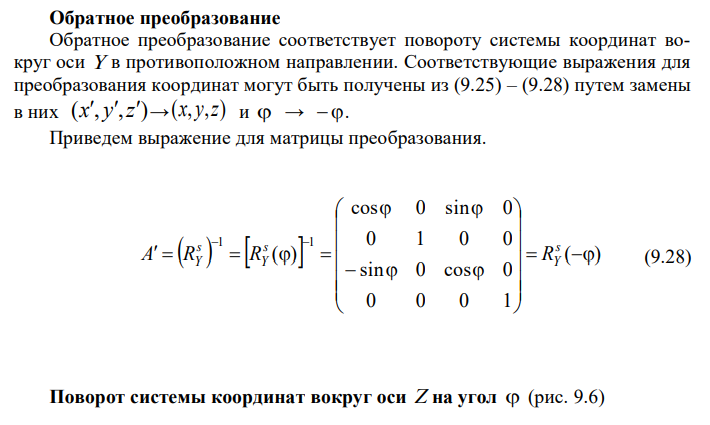 Обратное преобразование
Обратное преобразование соответствует повороту системы координат во-
круг оси Y в противоположном направлении. Соответствующие выражения для
преобразования координат могут быть получены из (9.25) – (9.28) путем замены
в них (x′, y′, z′)→(x, y, z) и φ → −φ.
Приведем выражение для матрицы преобразования.
cosφ 0 sinφ 0
0 1 0 0
A′ = (R_Y^s)^−1 = [R_Y^s(φ)]^−1 = = R_Y^s(−φ) (9.28)
− sinφ 0 cosφ 0
0 0 0 1
Поворот системы координат вокруг оси Z на угол φ (рис. 9.6)